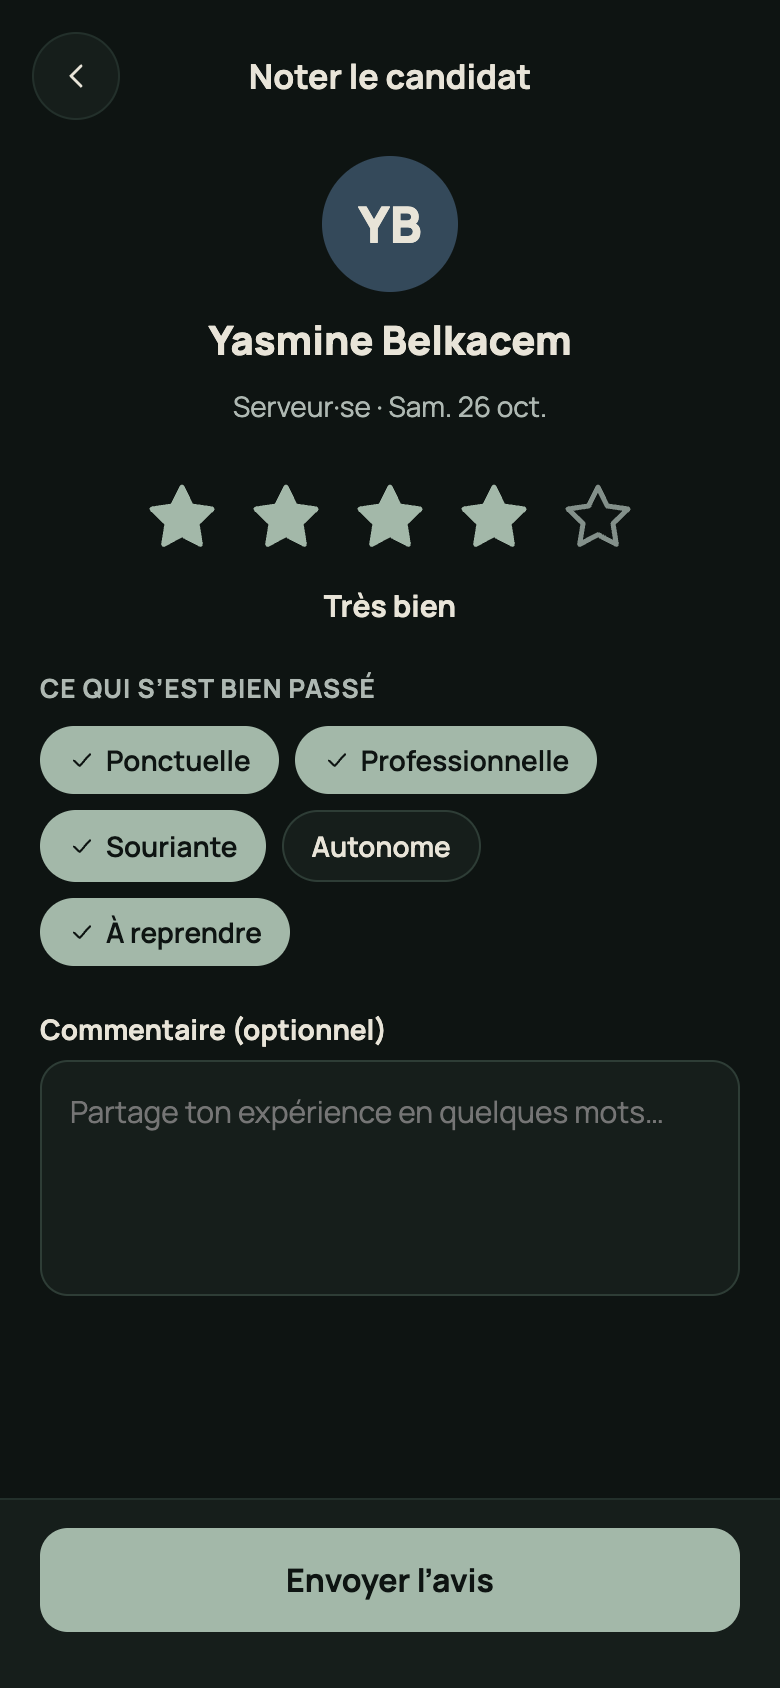 Noter le candidat
YB
Yasmine Belkacem
Serveur·se · Sam. 26 oct.
Très bien
CE QUI S’EST BIEN PASSÉ
Ponctuelle
Professionnelle
Souriante
Autonome
À reprendre
Commentaire (optionnel)
Partage ton expérience en quelques mots…
Envoyer l’avis